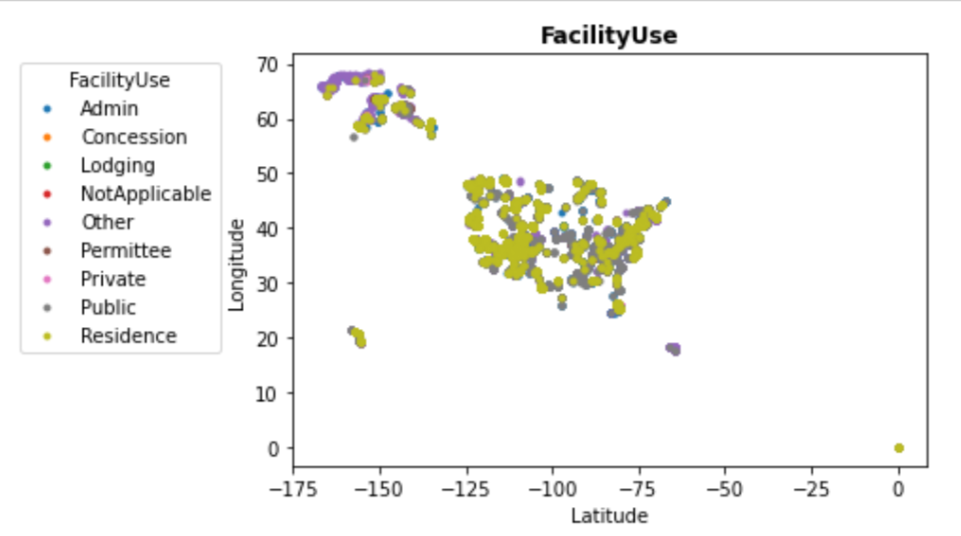 FacilityUse
FacilityUse
Admin
Concession
Lodging
NotApplicable
Other
Permittee
Private
Public
Residence
Longitude
70
60
50
40
30
20
10
0
−175 −150 −125 −100 −75 −50 −25 0
Latitude